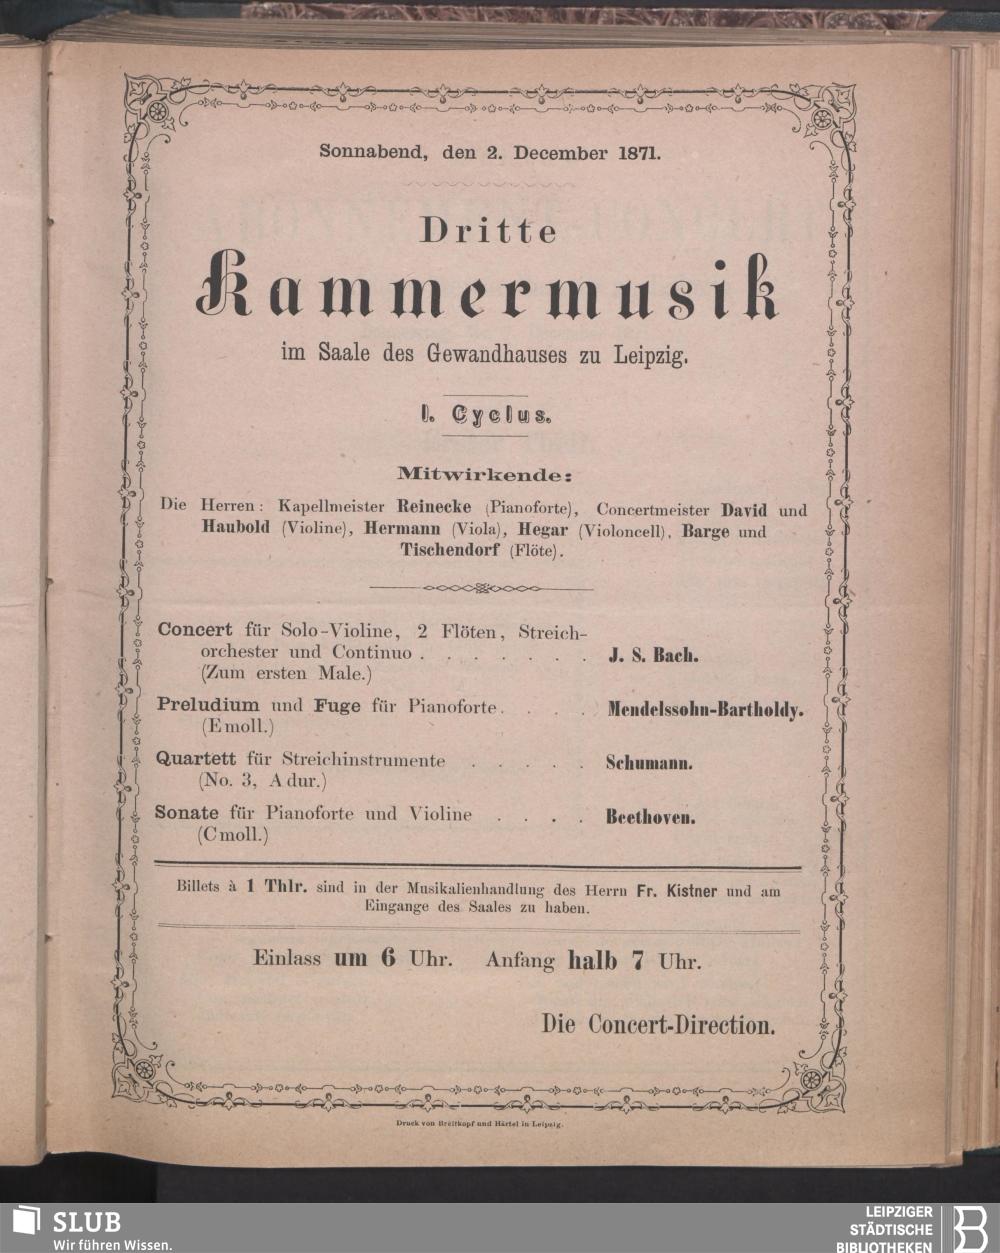 Sonnabend, den 2. December 1871.
Dritte
Kammermusik
im Saale des Gewandhauses zu Leipzig.
I. Cyclus.
Mitwirkende:
Die Herren: Kapellmeister Reinecke (Pianoforte), Concertmeister David und
Haubold (Violine), Hermann (Viola), Hegar (Violoncell), Barge und
Tischendorf (Flöte).
Concert für Solo-Violine, 2 Flöten, Streich-
orchester und Continuo . . . . . . . J. S. Bach.
(Zum ersten Male.)
Preludium und Fuge für Pianoforte . . . . Mendelssohn-Bartholdy.
(E moll.)
Quartett für Streichinstrumente . . . . . Schumann.
(No. 3, A dur.)
Sonate für Pianoforte und Violine . . . . Beethoven.
(C moll.)
Billets à 1 Thlr. sind in der Musikalienhandlung des Herrn Fr. Kistner und am
Eingange des Saales zu haben.
Einlass um 6 Uhr. Anfang halb 7 Uhr.
Die Concert-Direction.
Druck von Breitkopf und Härtel in Leipzig.
SLUB
Wir führen Wissen.
LEIPZIGER
STÄDTISCHE
BIBLIOTHEKEN